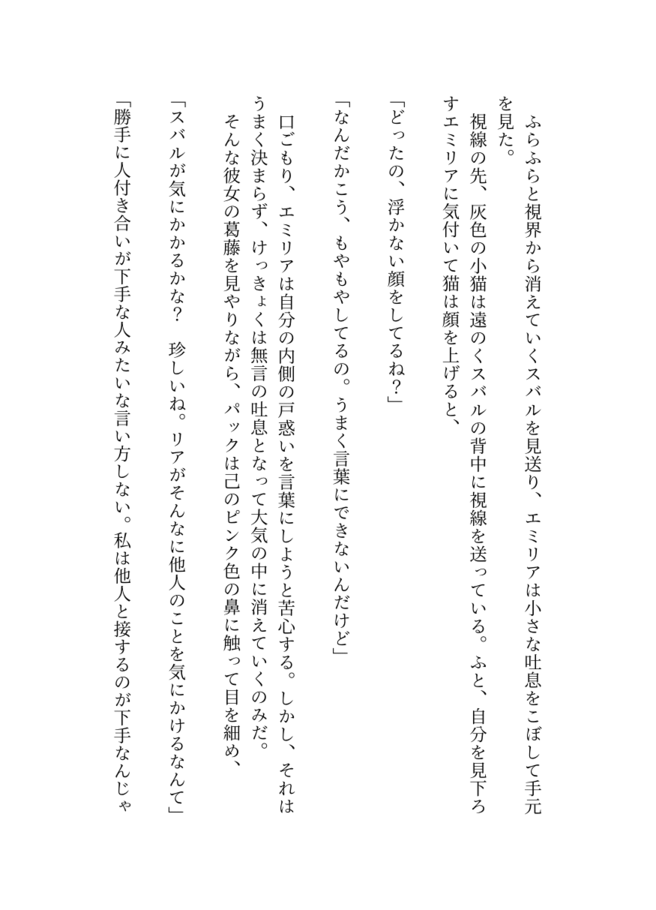 ふらふらと視界から消えていくスバルを見送り、エミリアは小さな吐息をこぼして手元
を見た。
視線の先、灰色の小猫は遠のくスバルの背中に視線を送っている。ふと、自分を見下ろ
すエミリアに気付いて猫は顔を上げると、
「どったの、浮かない顔をしてるね？」
「なんだかこう、もやもやしてるの。うまく言葉にできないんだけど」
口ごもり、エミリアは自分の内側の戸惑いを言葉にしようと苦心する。しかし、それは
うまく決まらず、けっきょくは無言の吐息となって大気の中に消えていくのみだ。
そんな彼女の葛藤を見やりながら、パックは己のピンク色の鼻に触って目を細め、
「スバルが気にかかるかな？　珍しいね。リアがそんなに他人のことを気にかけるなんて」
「勝手に人付き合いが下手な人みたいな言い方しない。私は他人と接するのが下手なんじゃ